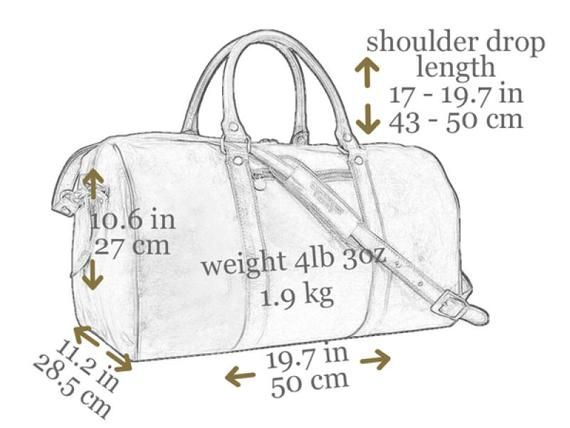 shoulder drop
length
17 - 19.7 in
43 - 50 cm
10.6 in
27 cm
weight 4lb 3oz
1.9 kg
11.2 in
28.5 cm
19.7 in
50 cm